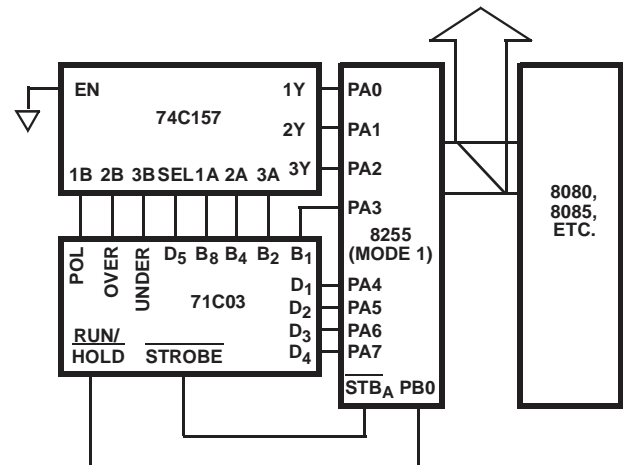 EN
74C157
1Y
2Y
3Y
1B 2B 3B SEL 1A 2A 3A
PA0
PA1
PA2
PA3
8255
(MODE 1)
PA4
PA5
PA6
PA7
STBA PB0
8080,
8085,
ETC.
POL
OVER
UNDER
D5 B8 B4 B2 B1
71C03
D1
D2
D3
D4
RUN/
HOLD
STROBE